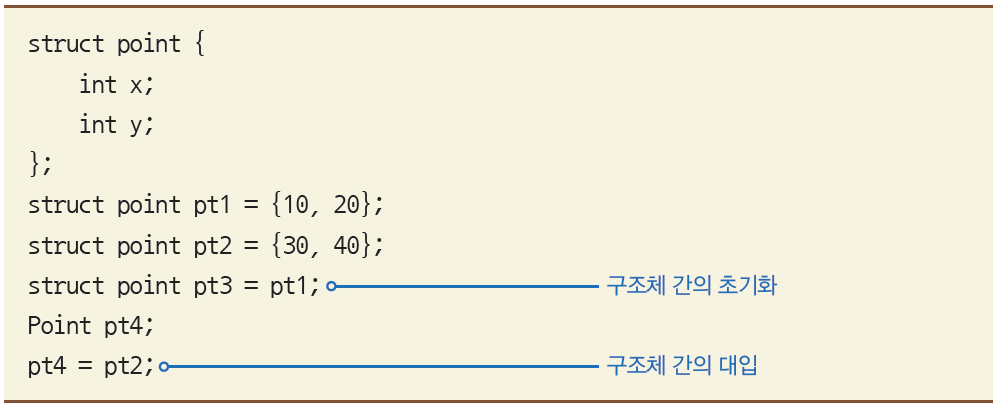 struct point {
    int x;
    int y;
};
struct point pt1 = {10, 20};
struct point pt2 = {30, 40};
struct point pt3 = pt1; 구조체 간의 초기화
Point pt4;
pt4 = pt2; 구조체 간의 대입